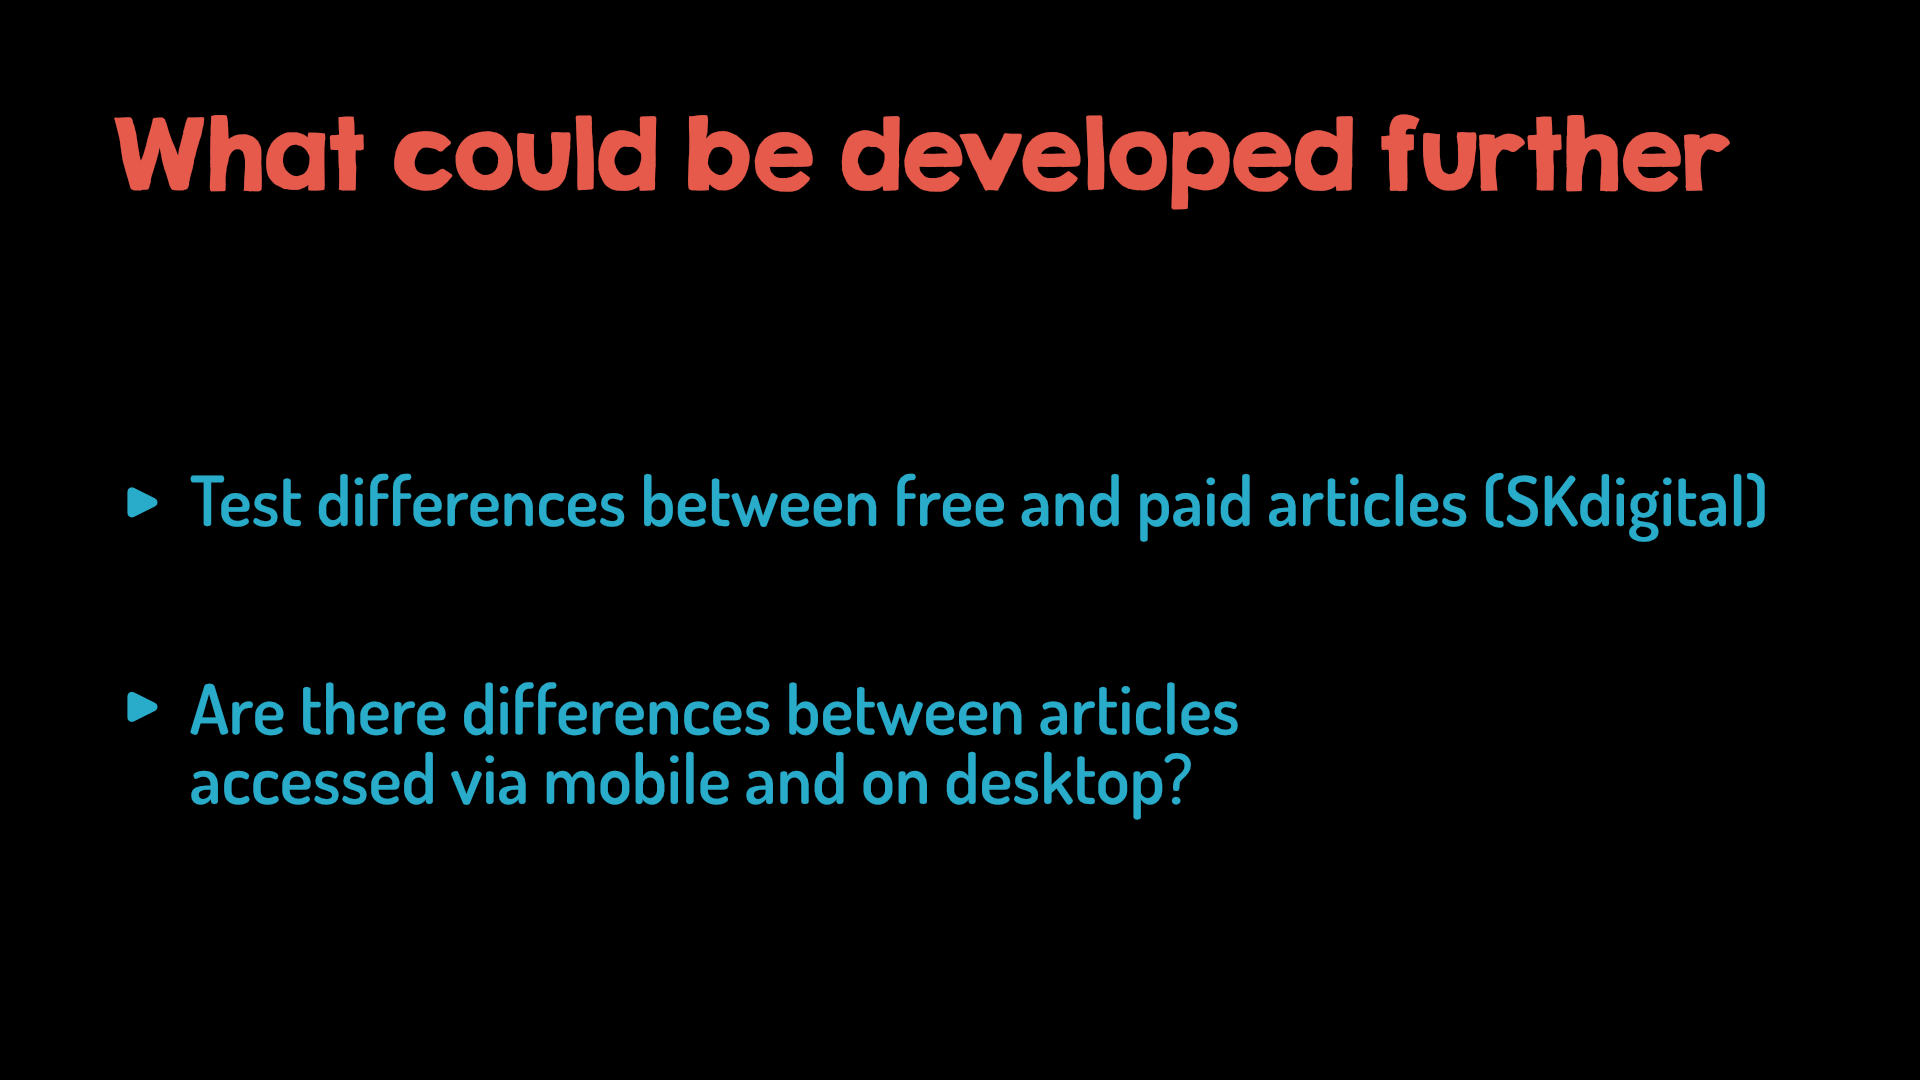 What could be developed further
Test differences between free and paid articles (SKdigital)
Are there differences between articles
accessed via mobile and on desktop?